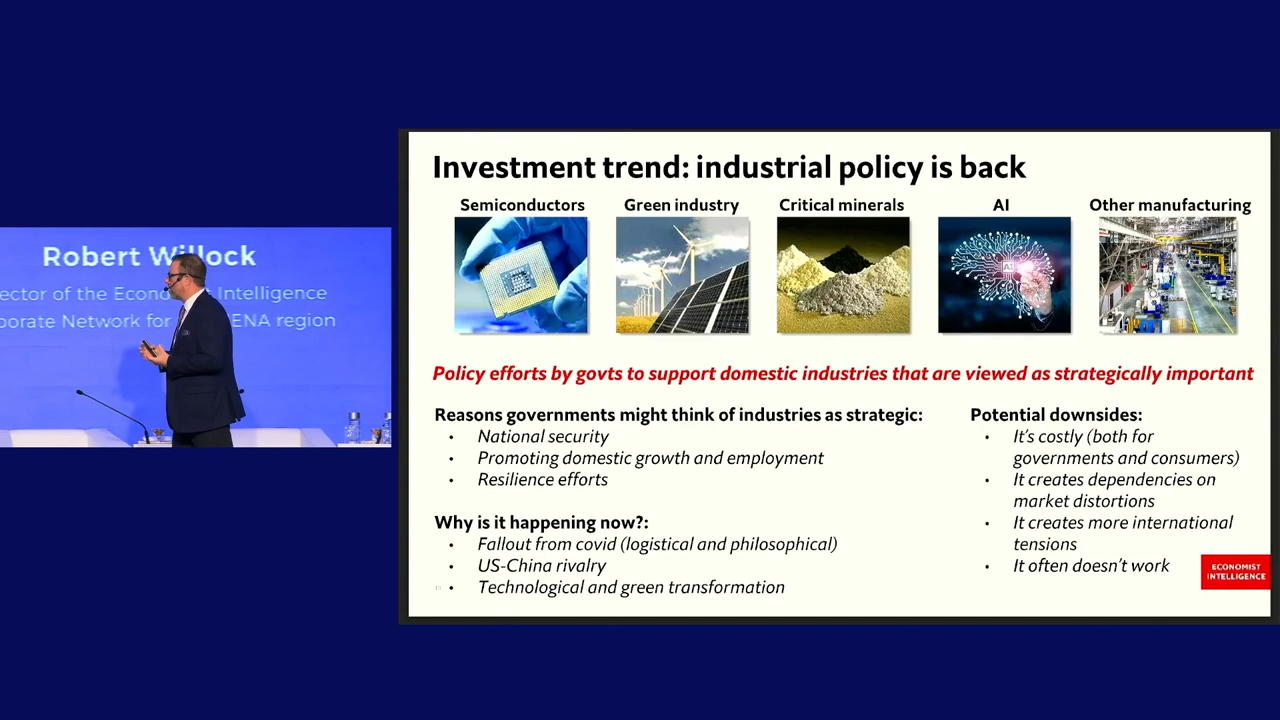 Robert Willock
ector of the Econo Intelligence
porate Network for ENA region
Investment trend: industrial policy is back
Semiconductors
Green industry
Critical minerals
AI
Other manufacturing
AI
Policy efforts by govts to support domestic industries that are viewed as strategically important
Reasons governments might think of industries as strategic:
• National security
• Promoting domestic growth and employment
• Resilience efforts
Why is it happening now?:
• Fallout from covid (logistical and philosophical)
• US-China rivalry
• Technological and green transformation
Potential downsides:
• It's costly (both for
governments and consumers)
• It creates dependencies on
market distortions
• It creates more international
tensions
• It often doesn't work
ECONOMIST
INTELLIGENCE